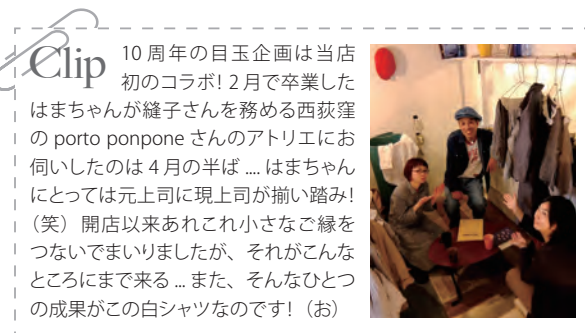 Clip 10周年の目玉企画は当店
初のコラボ! 2月で卒業した
はまちゃんが縫子さんを務める西荻窪
の porto ponpone さんのアトリエにお
伺いしたのは4月の半ば .... はまちゃん
にとっては元上司に現上司が揃い踏み!
（笑）開店以来あれこれ小さなご縁を
つないでまいりましたが、それがこんな
ところにまで来る ... また、そんなひとつ
の成果がこの白シャツなのです!（お）